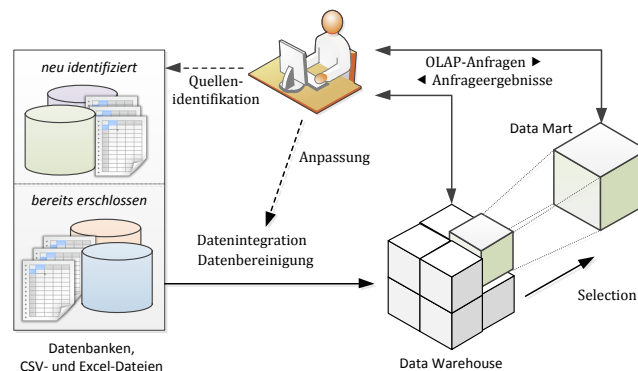 neu identifiziert
bereits erschlossen
Datenbanken,
CSV- und Excel-Dateien
Quellen-
identifikation
Anpassung
Datenintegration
Datenbereinigung
OLAP-Anfragen ►
◄ Anfrageergebnisse
Data Mart
Selection
Data Warehouse